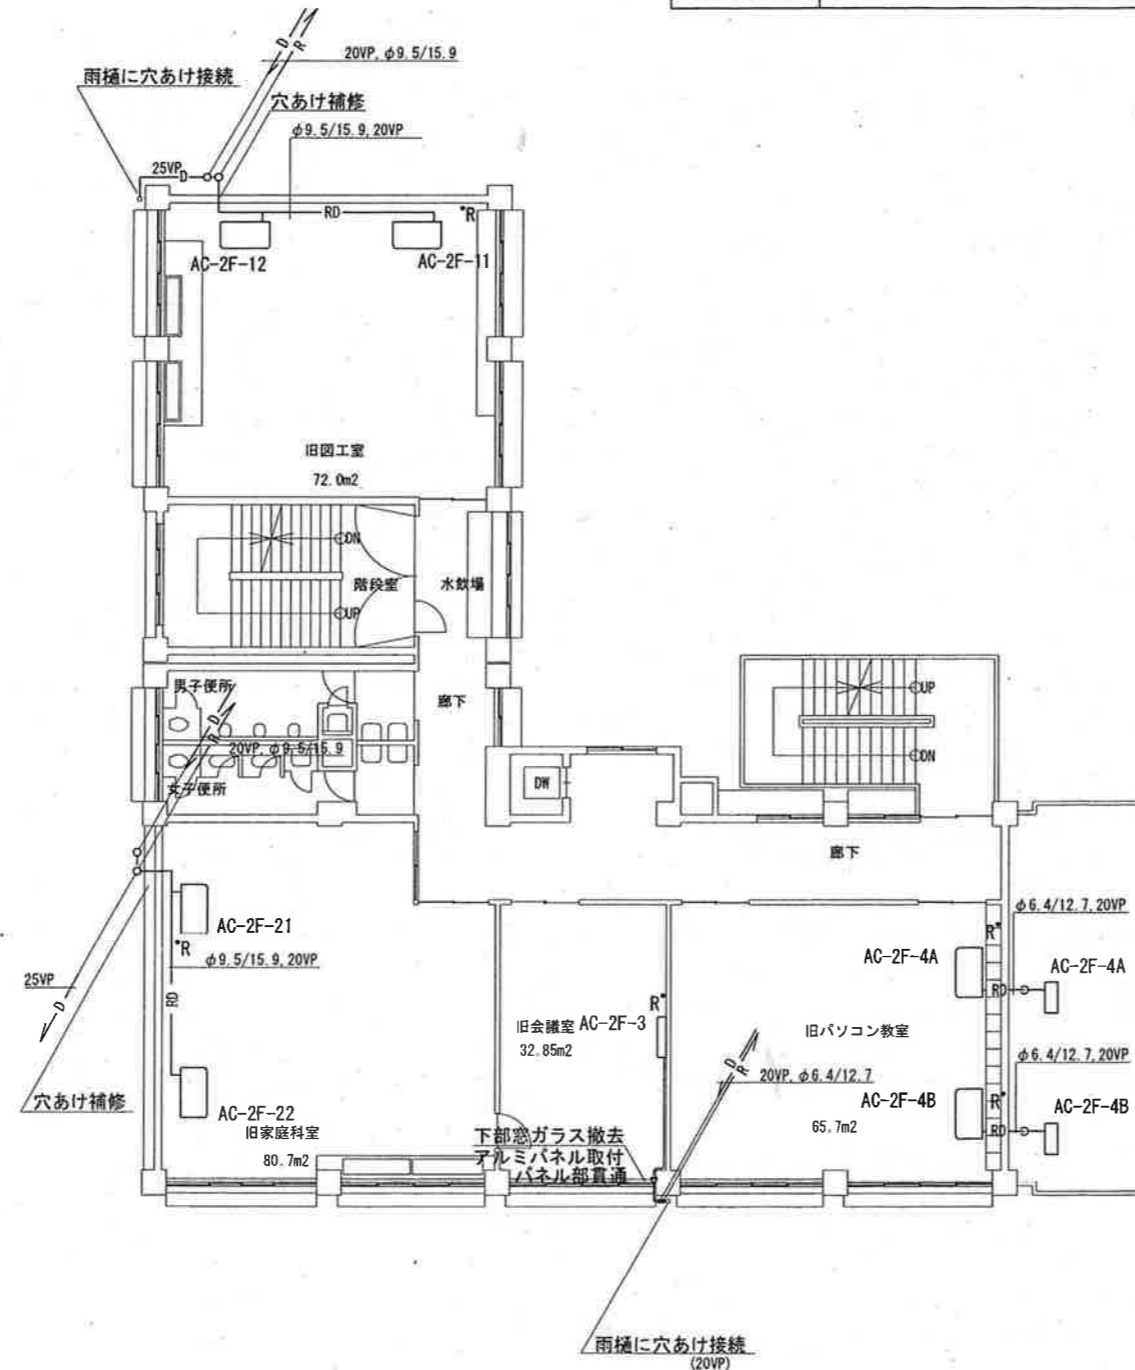 D
R
20VP, φ9.5/15.9
雨樋に穴あけ接続
穴あけ補修
φ9.5/15.9, 20VP
25VP
D
RD
*R
AC-2F-12
AC-2F-11
旧図工室
72.0m2
DN
階段室
水飲場
UP
男子便所
D
R
廊下
UP
20VP, φ9.5/15.9
DN
DW
女子便所
廊下
φ6.4/12.7, 20VP
AC-2F-21
*R
R*
AC-2F-4A
AC-2F-4A
φ9.5/15.9, 20VP
25VP
D
RD
RD
R*
旧会議室
AC-2F-3
旧パソコン教室
32.85m2
D
R
φ6.4/12.7, 20VP
20VP, φ6.4/12.7
穴あけ補修
AC-2F-22
AC-2F-4B
R*
AC-2F-4B
旧家庭科室
65.7m2
RD
80.7m2
下部窓ガラス撤去
アルミパネル取付
パネル部貫通
雨樋に穴あけ接続
(20VP)